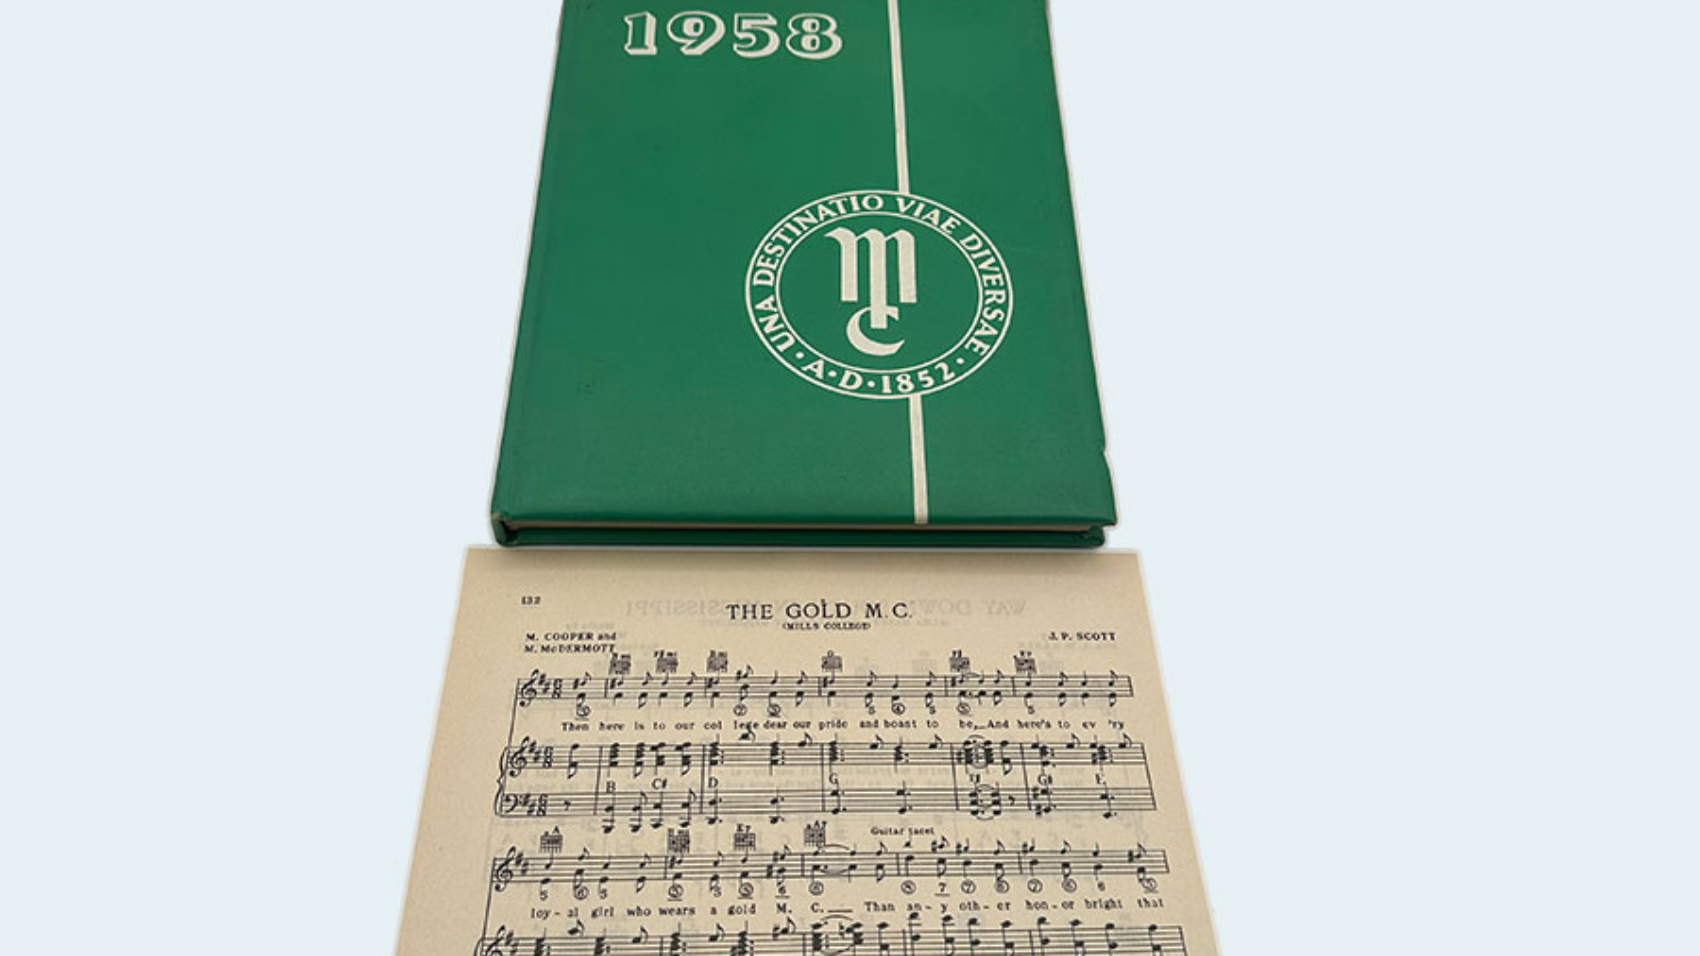 1958
UNA DESTINATIO VIAE DIVERSAE · A·D·1852 ·
mc
132
THE GOLD M.C.
(MILLS COLLEGE)
M. COOPER and
M. McDERMOTT
J. P. SCOTT
Then here is to our col lege dear our pride and boast to be, And here's to ev 'ry
B C# D G G# E
A E7 A7
Guitar tacet
loy - al girl who wears a gold M. C. Than an - y oth - er hon - or bright that